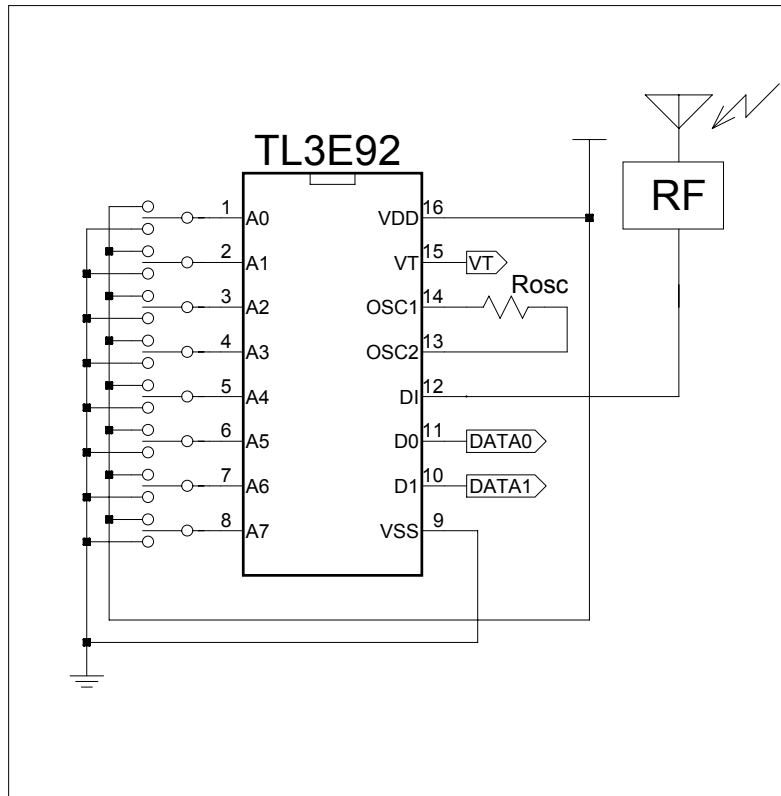 TL3E92
RF
1 A0 VDD 16
2 A1 VT 15 VT
Rosc
3 A2 OSC1 14
4 A3 OSC2 13
5 A4 DI 12
6 A5 D0 11 DATA0
7 A6 D1 10 DATA1
8 A7 VSS 9